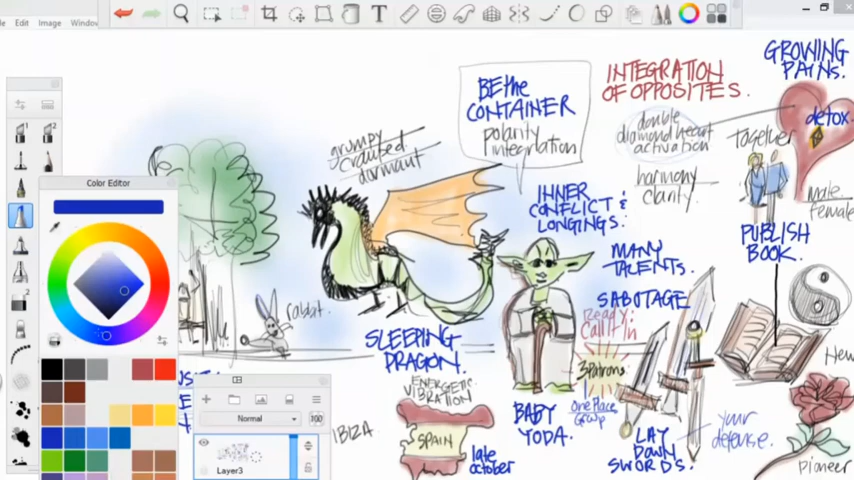 Edit
Image
Window
T
Color Editor
Normal
100
Layer3
rabbit.
grumpy
crawsed
dormant
SLEEPING
DRAGON.
BE the
CONTAINER
polarity
integration
INTEGRATION
OF OPPOSITES.
double
diamond heart
activation
harmony
clarity.
GROWING
PAINS.
detox
Together
male
female
INNER
CONFLICT &
LONGINGS.
MANY
TALENTS.
SABOTAGE
Ready:
Call It In
3 Patrons
one Place
Group
PUBLISH
BOOK.
BABY
YODA.
ENERGETIC
VIBRATION
SPAIN
late
october
IBIZA
LAY
DOWN
SWORDS.
your
defense.
New
pioneer